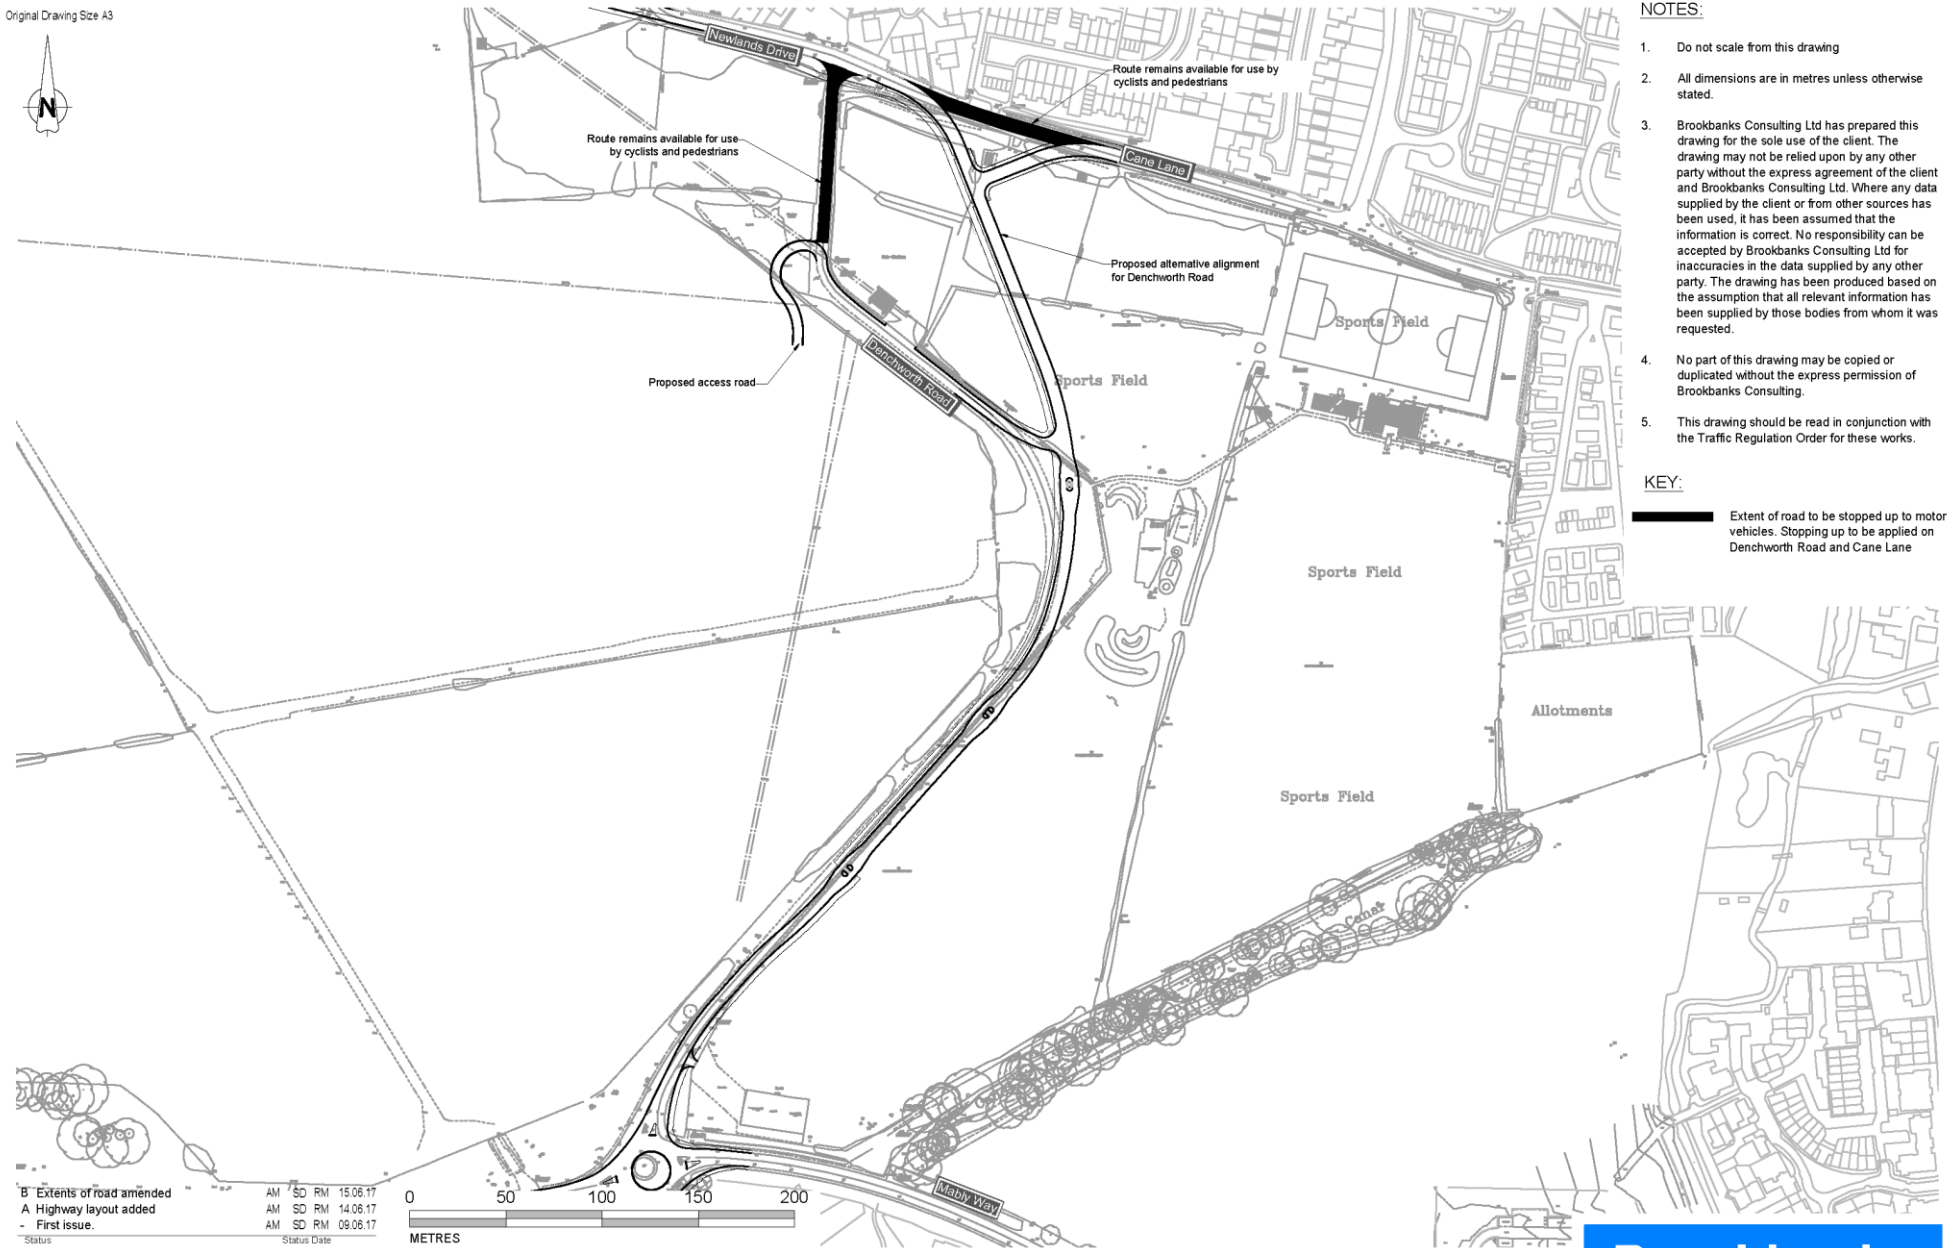 Original Drawing Size A3
N
Newlands Drive
Route remains available for use by
cyclists and pedestrians
Route remains available for use
by cyclists and pedestrians
Cane Lane
Proposed alternative alignment
for Denchworth Road
Proposed access road
Denchworth Road
Sports Field
Sports Field
Sports Field
Sports Field
Allotments
Canal
Mably Way
NOTES:
1. Do not scale from this drawing
2. All dimensions are in metres unless otherwise
stated.
3. Brookbanks Consulting Ltd has prepared this
drawing for the sole use of the client. The
drawing may not be relied upon by any other
party without the express agreement of the client
and Brookbanks Consulting Ltd. Where any data
supplied by the client or from other sources has
been used, it has been assumed that the
information is correct. No responsibility can be
accepted by Brookbanks Consulting Ltd for
inaccuracies in the data supplied by any other
party. The drawing has been produced based on
the assumption that all relevant information has
been supplied by those bodies from whom it was
requested.
4. No part of this drawing may be copied or
duplicated without the express permission of
Brookbanks Consulting.
5. This drawing should be read in conjunction with
the Traffic Regulation Order for these works.
KEY:
Extent of road to be stopped up to motor
vehicles. Stopping up to be applied on
Denchworth Road and Cane Lane
B Extents of road amended AM SD RM 15.06.17
A Highway layout added AM SD RM 14.06.17
- First issue. AM SD RM 09.06.17
Status Status Date
0 50 100 150 200
METRES